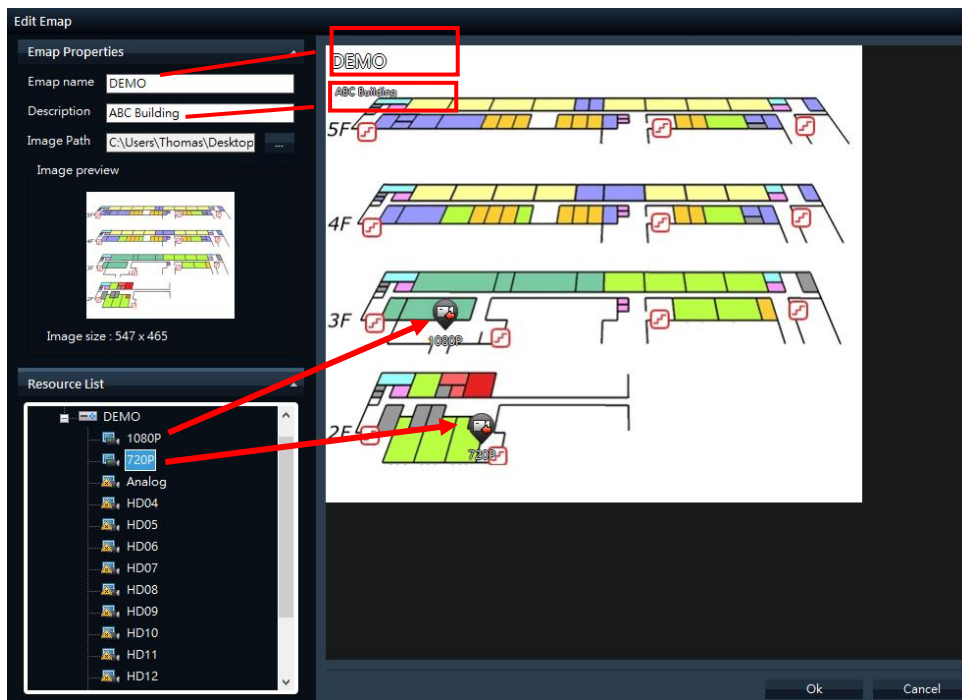 Edit Emap
Emap Properties
Emap name DEMO
Description ABC Building
Image Path C:\Users\Thomas\Desktop ...
Image preview
Image size : 547 x 465
Resource List
DEMO
1080P
720P
Analog
HD04
HD05
HD06
HD07
HD08
HD09
HD10
HD11
HD12
DEMO
ABC Building
5F
4F
3F
1080P
2F
720P
Ok Cancel